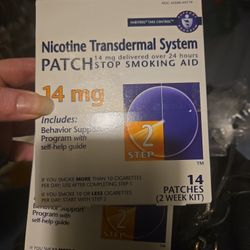 Nicotine Transdermal System
14 mg delivered over 24 hours
PATCH STOP SMOKING AID
14 mg
Includes:
Behavior Support
Program with
self-help guide
2
STEP
TM
IF YOU SMOKE MORE THAN 10 CIGARETTES
PER DAY: USE AFTER COMPLETING STEP 1
IF YOU SMOKE 10 OR LESS CIGARETTES
PER DAY: START WITH STEP 2
14
PATCHES
(2 WEEK KIT)
Behavior Support
Program with
self-help guide
2
STEP